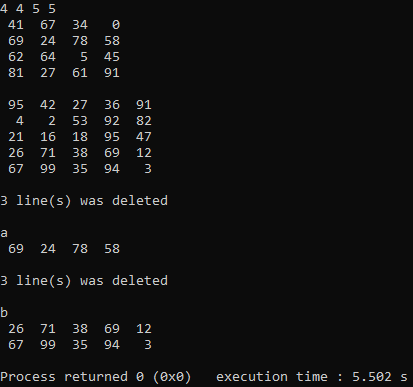 4 4 5 5
41 67 34 0
69 24 78 58
62 64 5 45
81 27 61 91
95 42 27 36 91
4 2 53 92 82
21 16 18 95 47
26 71 38 69 12
67 99 35 94 3
3 line(s) was deleted
a
69 24 78 58
3 line(s) was deleted
b
26 71 38 69 12
67 99 35 94 3
Process returned 0 (0x0) execution time : 5.502 s